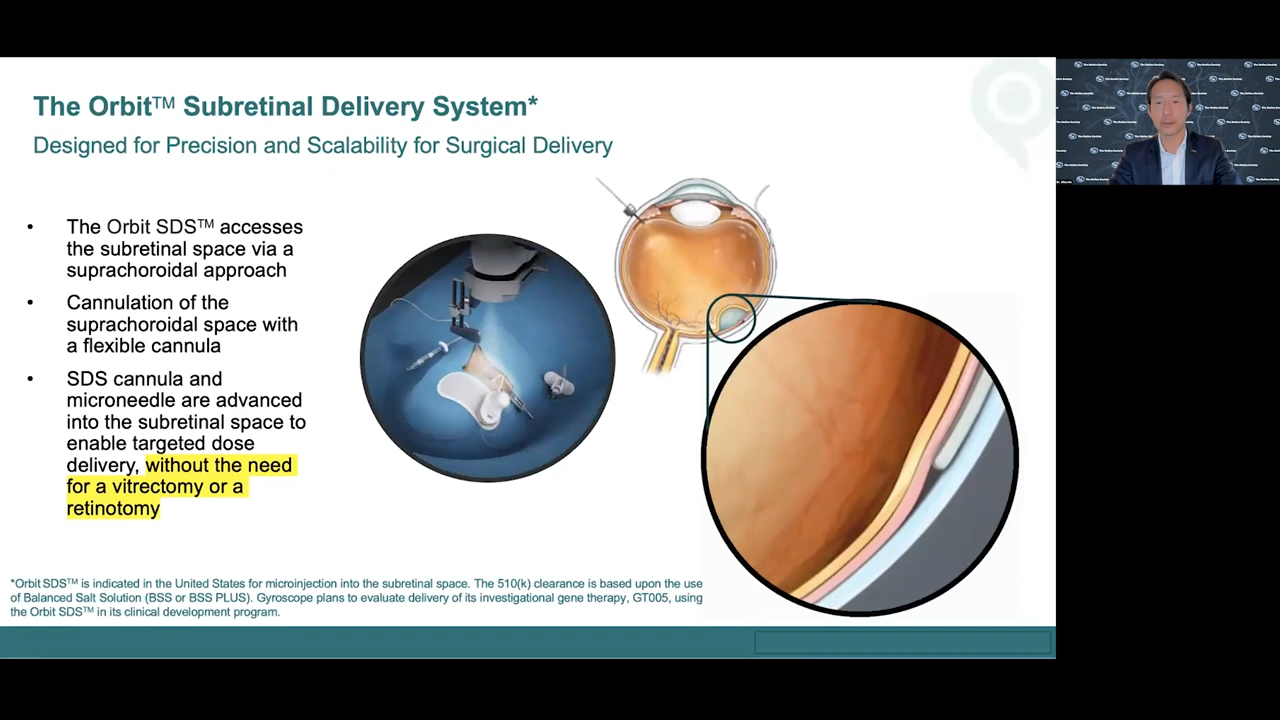 The Orbit™ Subretinal Delivery System*
Designed for Precision and Scalability for Surgical Delivery
• The Orbit SDS™ accesses
the subretinal space via a
suprachoroidal approach
• Cannulation of the
suprachoroidal space with
a flexible cannula
• SDS cannula and
microneedle are advanced
into the subretinal space to
enable targeted dose
delivery, without the need
for a vitrectomy or a
retinotomy
*Orbit SDS™ is indicated in the United States for microinjection into the subretinal space. The 510(k) clearance is based upon the use
of Balanced Salt Solution (BSS or BSS PLUS). Gyroscope plans to evaluate delivery of its investigational gene therapy, GT005, using
the Orbit SDS™ in its clinical development program.
The Retina Society